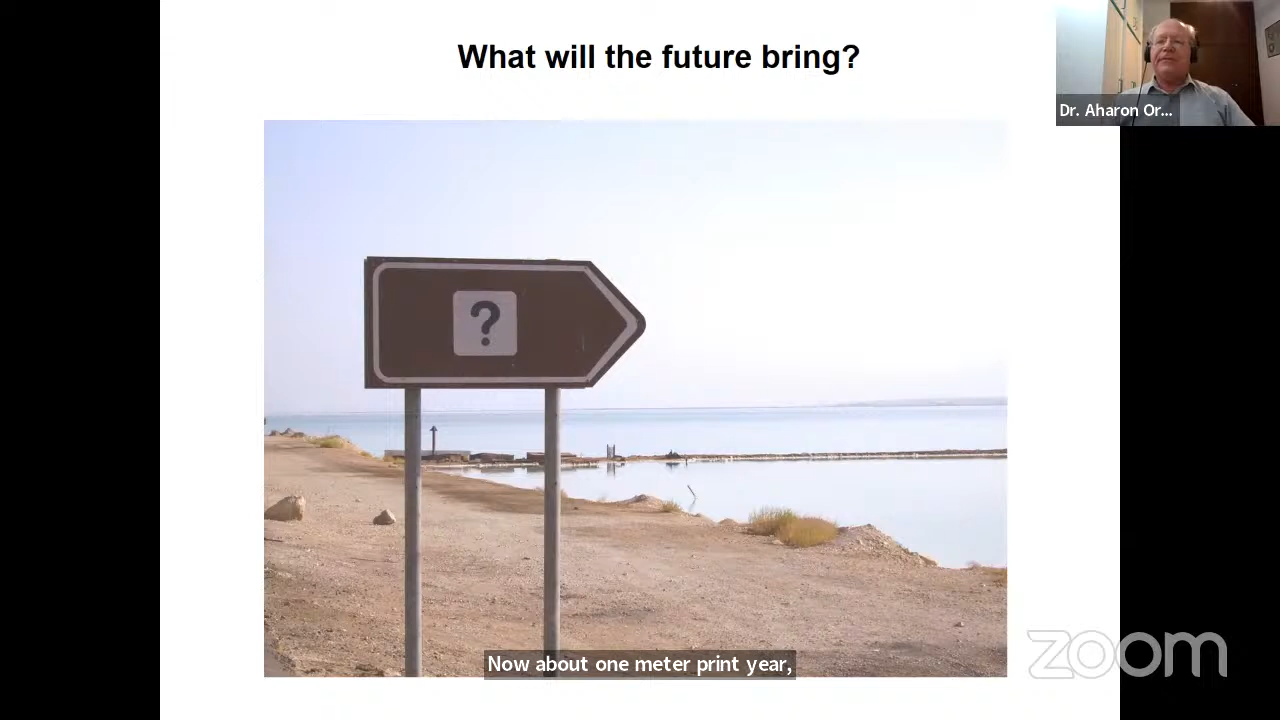 What will the future bring?
Dr. Aharon Or...
?
Now about one meter print year,
zoom